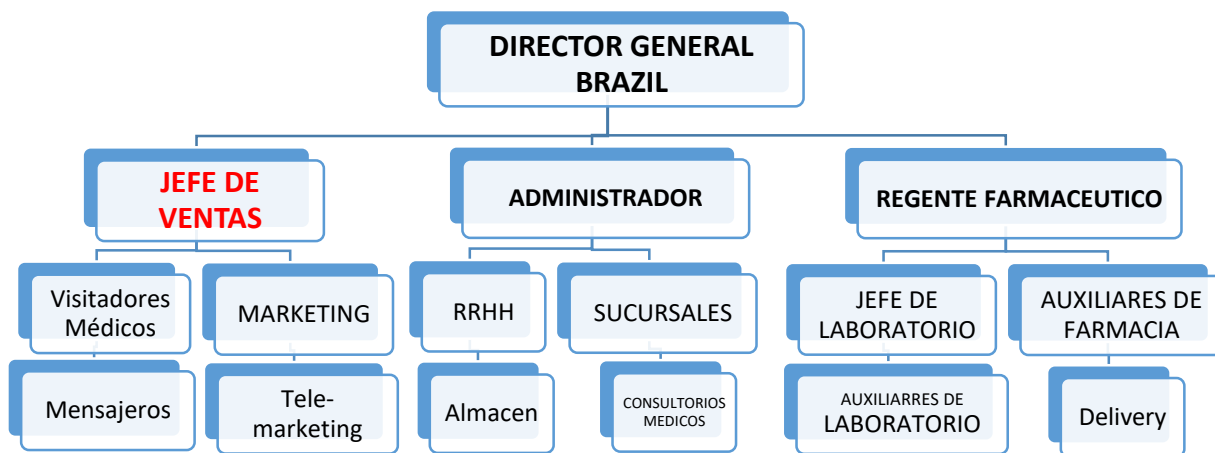 DIRECTOR GENERAL
BRAZIL
JEFE DE
VENTAS
ADMINISTRADOR
REGENTE FARMACEUTICO
Visitadores
Médicos
MARKETING
RRHH
SUCURSALES
JEFE DE
LABORATORIO
AUXILIARES DE
FARMACIA
Mensajeros
Tele-
marketing
Almacen
CONSULTORIOS
MEDICOS
AUXILIARRES DE
LABORATORIO
Delivery